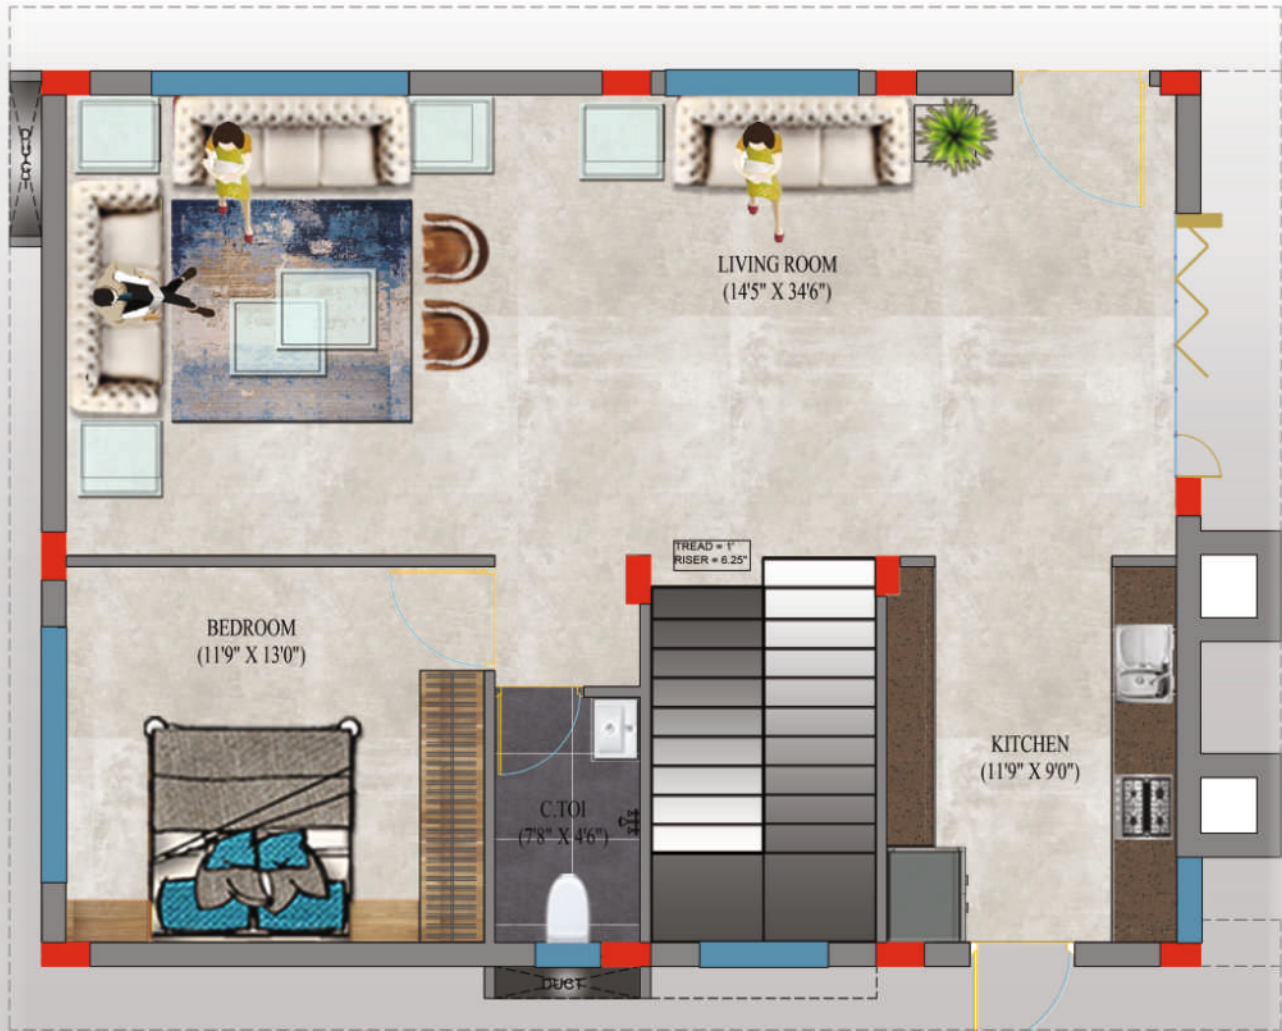 DUCT
LIVING ROOM
(14'5" X 34'6")
TREAD = 1'
RISER = 6.25"
BEDROOM
(11'9" X 13'0")
KITCHEN
(11'9" X 9'0")
C.TOI
(7'8" X 4'6")
DUCT